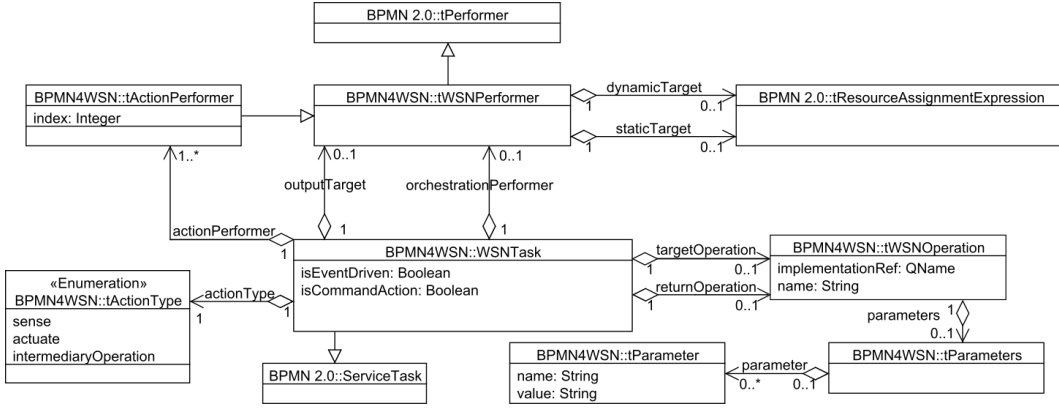 BPMN 2.0::tPerformer
BPMN4WSN::tActionPerformer
index: Integer
BPMN4WSN::tWSNPerformer
dynamicTarget
1
0..1
staticTarget
1
0..1
BPMN 2.0::tResourceAssignmentExpression
1..*
0..1
0..1
outputTarget
orchestrationPerformer
actionPerformer
1
1
1
BPMN4WSN::WSNTask
isEventDriven: Boolean
isCommandAction: Boolean
targetOperation
1
0..1
returnOperation
1
0..1
BPMN4WSN::tWSNOperation
implementationRef: QName
name: String
«Enumeration»
BPMN4WSN::tActionType
sense
actuate
intermediaryOperation
actionType
1
1
parameters
1
0..1
BPMN 2.0::ServiceTask
BPMN4WSN::tParameter
name: String
value: String
parameter
0..*
0..1
BPMN4WSN::tParameters